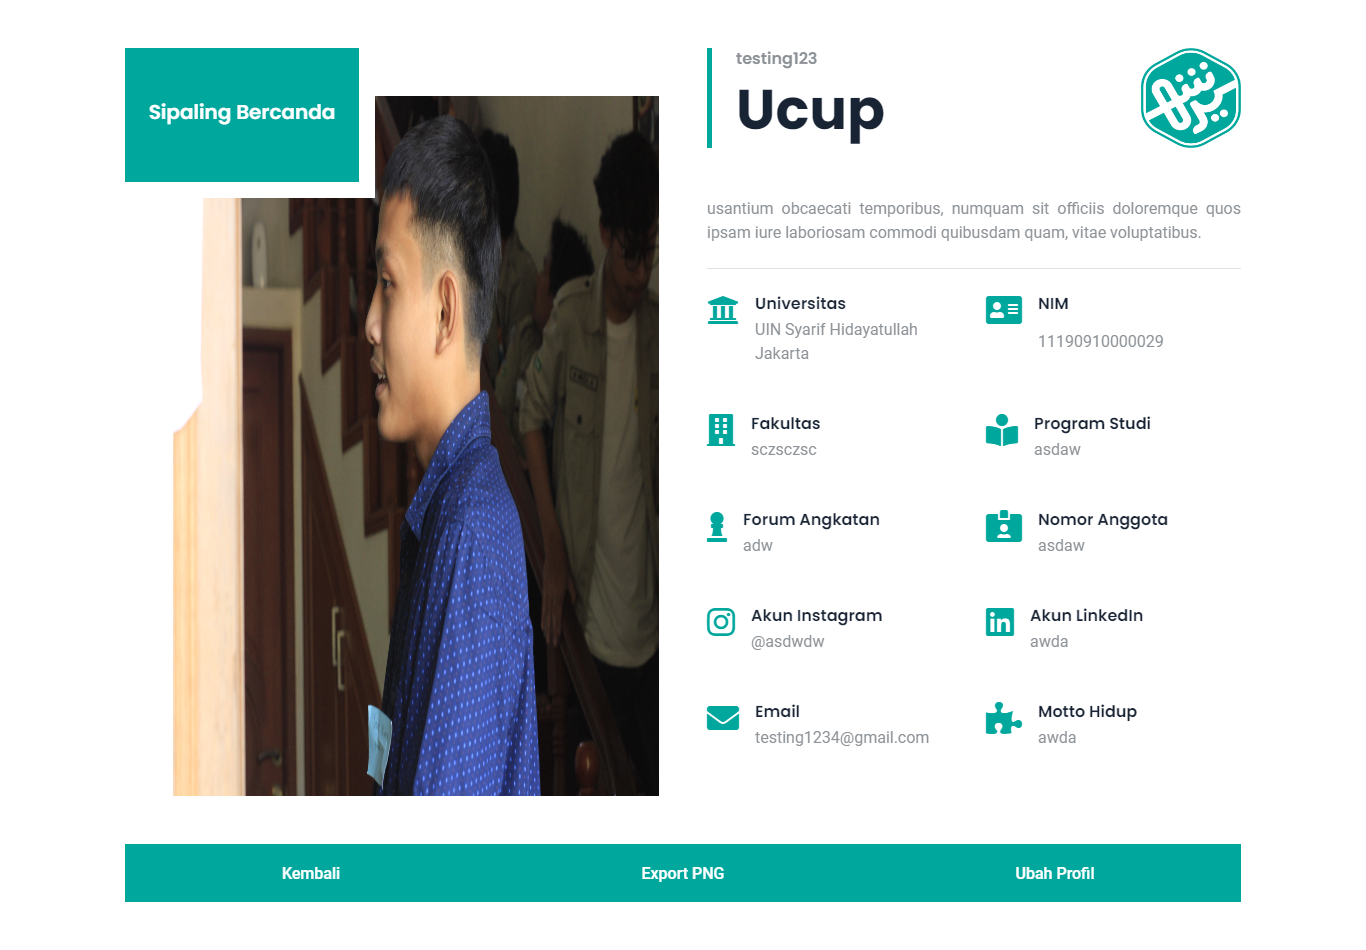 Sipaling Bercanda
testing123
Ucup
usantium obcaecati temporibus, numquam sit officiis doloremque quos
ipsam iure laboriosam commodi quibusdam quam, vitae voluptatibus.
Universitas
UIN Syarif Hidayatullah
Jakarta
NIM
11190910000029
Fakultas
sczsczsc
Program Studi
asdaw
Forum Angkatan
adw
Nomor Anggota
asdaw
Akun Instagram
@asdwdw
Akun LinkedIn
awda
Email
testing1234@gmail.com
Motto Hidup
awda
Kembali
Export PNG
Ubah Profil